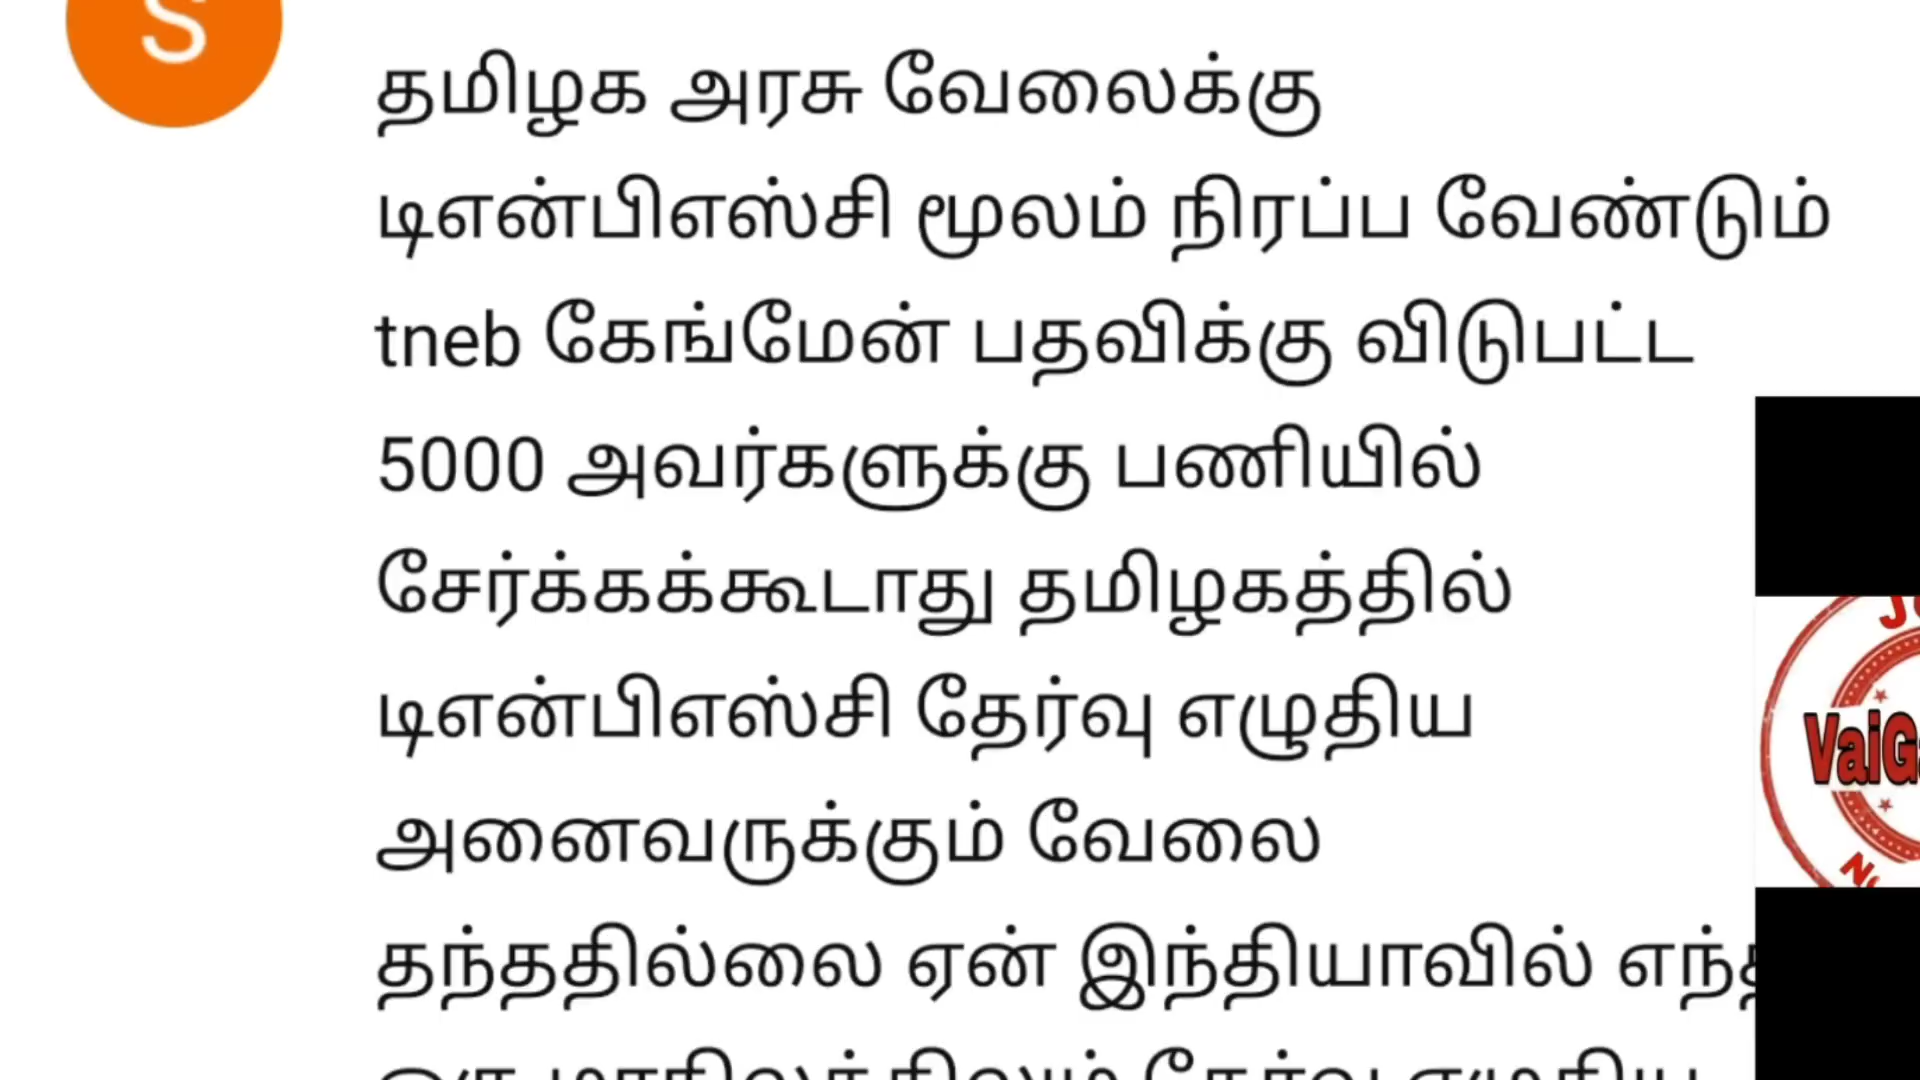 S
தமிழக அரசு வேலைக்கு
டிஎன்பிஎஸ்சி மூலம் நிரப்ப வேண்டும்
tneb கேங்மேன் பதவிக்கு விடுபட்ட
5000 அவர்களுக்கு பணியில்
சேர்க்கக்கூடாது தமிழகத்தில்
டிஎன்பிஎஸ்சி தேர்வு எழுதிய
அனைவருக்கும் வேலை
தந்ததில்லை ஏன் இந்தியாவில்
VaiG